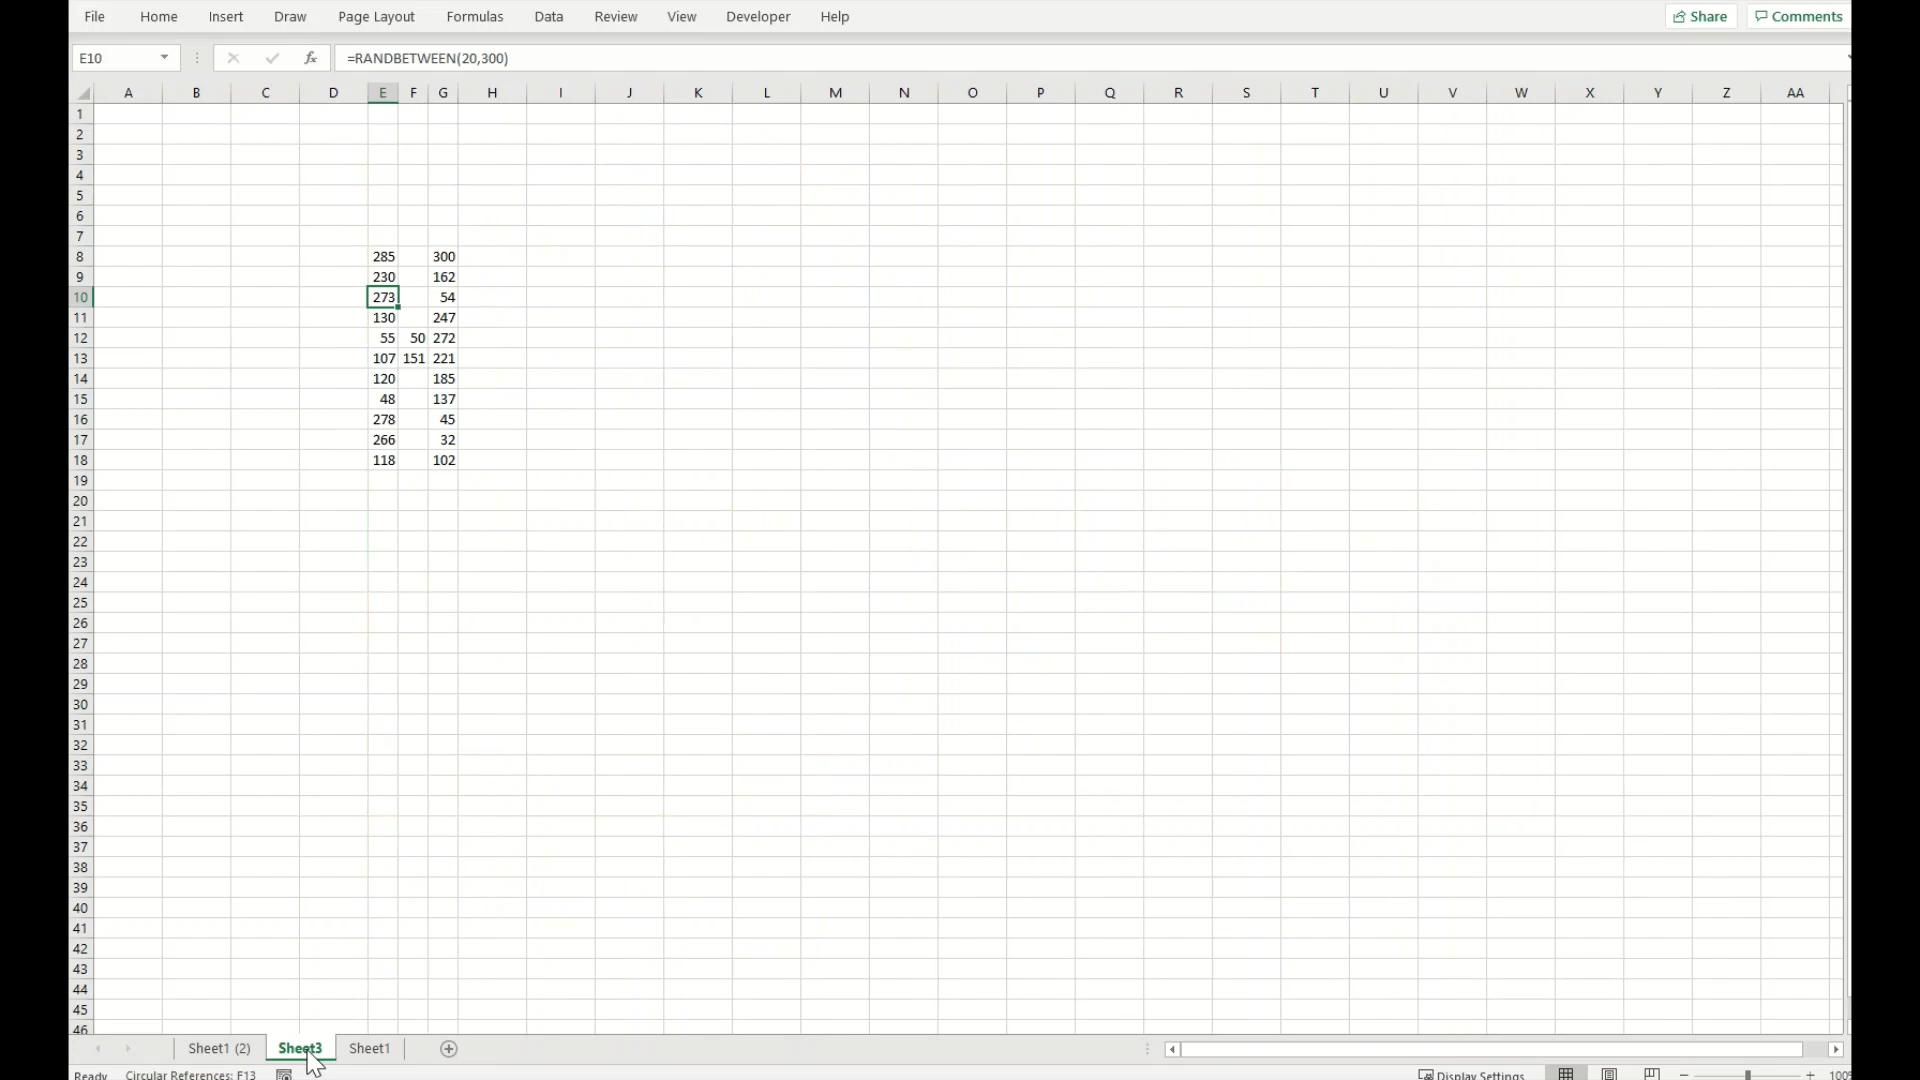 File Home Insert Draw Page Layout Formulas Data Review View Developer Help Share Comments
E10 fx =RANDBETWEEN(20,300)
A B C D E F G H I J K L M N O P Q R S T U V W X Y Z AA
1
2
3
4
5
6
7
8 285 300
9 230 162
10 273 54
11 130 247
12 55 50 272
13 107 151 221
14 120 185
15 48 137
16 278 45
17 266 32
18 118 102
19
20
21
22
23
24
25
26
27
28
29
30
31
32
33
34
35
36
37
38
39
40
41
42
43
44
45
46
Sheet1 (2) Sheet3 Sheet1
Ready Circular References: F13 Display Settings 100%